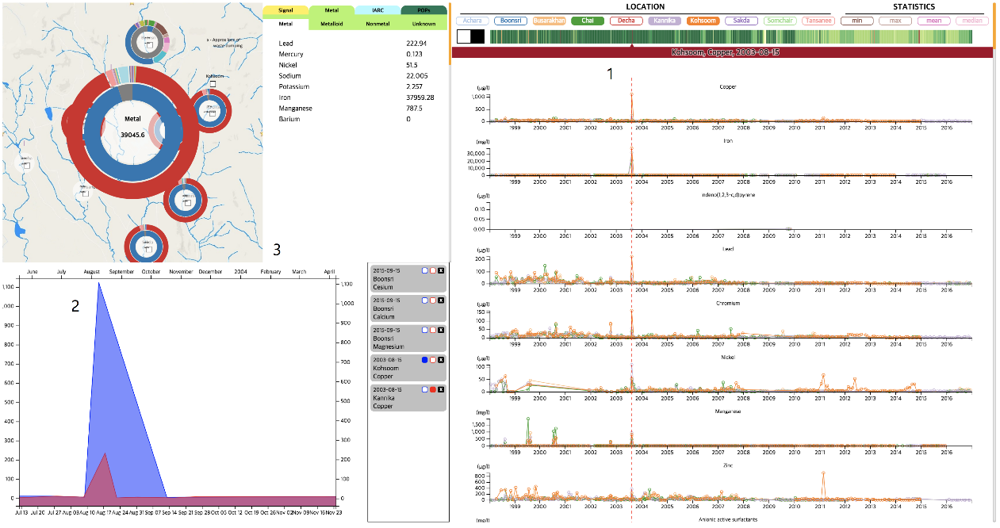 x - Approx locs of
waste dumping
Kohsoom
Metal
39045.6
Signal Metal IARC POPs
Metal Metalloid Nonmetal Unknown
Lead 222.94
Mercury 0.123
Nickel 51.5
Sodium 22.005
Potassium 2.257
Iron 37959.28
Manganese 787.5
Barium 0
3
June July August September October November December 2004 February March April
2
1,100 1,100
,000 1,000
900 900
800 800
700 700
600 600
500 500
400 400
300 300
200 200
100 100
0 0
Jul 13 Jul 20 Jul 27 Aug 03 Aug 10 Aug 17 Aug 24 Aug 31 Sep 07 Sep 14 Sep 21 Sep 28 Oct 05 Oct 12 Oct 19 Oct 26 Nov 02 Nov 09 Nov 16 Nov 23
2015-09-15 X
Boonsri
Cesium
2015-09-15 X
Boonsri
Calcium
2015-09-15 X
Boonsri
Magnesium
2003-08-15 X
Kohsoom
Copper
2003-08-15 X
Kannika
Copper
LOCATION STATISTICS
Achara Boonsri Busarakhan Chai Decha Kannika Kohsoom Sakda Somchair Tansanee min max mean median
Kohsoom, Copper, 2003-08-15
1
Copper
(µg/l)
1,000
500
0
1999 2000 2001 2002 2003 2004 2005 2006 2007 2008 2009 2010 2011 2012 2013 2014 2015 2016
Iron
(mg/l)
30,000
20,000
10,000
0
1999 2000 2001 2002 2003 2004 2005 2006 2007 2008 2009 2010 2011 2012 2013 2014 2015 2016
Indeno(1,2,3-c,d)pyrene
(µg/l)
0.10
0.05
0.00
1999 2000 2001 2002 2003 2004 2005 2006 2007 2008 2009 2010 2011 2012 2013 2014 2015 2016
Lead
(µg/l)
200
100
0
1999 2000 2001 2002 2003 2004 2005 2006 2007 2008 2009 2010 2011 2012 2013 2014 2015 2016
Chromium
(µg/l)
150
100
50
0
1999 2000 2001 2002 2003 2004 2005 2006 2007 2008 2009 2010 2011 2012 2013 2014 2015 2016
Nickel
(µg/l)
100
50
0
1999 2000 2001 2002 2003 2004 2005 2006 2007 2008 2009 2010 2011 2012 2013 2014 2015 2016
Manganese
(mg/l)
1,500
1,000
500
0
1999 2000 2001 2002 2003 2004 2005 2006 2007 2008 2009 2010 2011 2012 2013 2014 2015 2016
Zinc
(µg/l)
800
600
400
200
0
1999 2000 2001 2002 2003 2004 2005 2006 2007 2008 2009 2010 2011 2012 2013 2014 2015 2016
Anionic active surfactants
(mg/l)